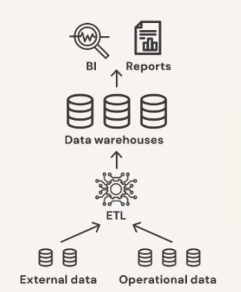 BI Reports
Data warehouses
ETL
External data Operational data